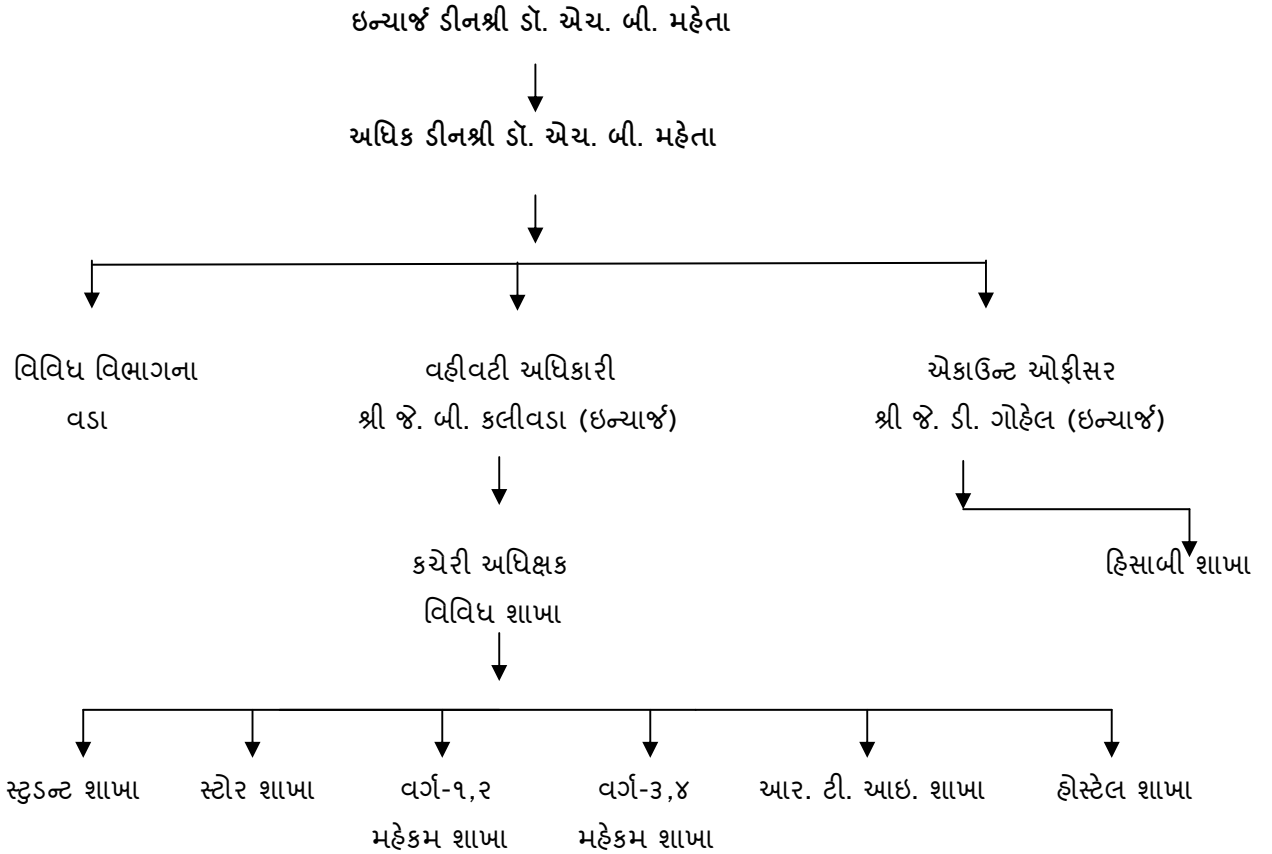 ઇન્ચાર્જ ડીનશ્રી ડૉ. એચ. બી. મહેતા
અધિક ડીનશ્રી ડૉ. એચ. બી. મહેતા
વિવિધ વિભાગના
વડા
વહીવટી અધિકારી
શ્રી જે. બી. કલીવડા (ઇન્ચાર્જ)
એકાઉન્ટ ઓફીસર
શ્રી જે. ડી. ગોહેલ (ઇન્ચાર્જ)
કચેરી અધિક્ષક
વિવિધ શાખા
હિસાબી શાખા
સ્ટુડન્ટ શાખા
સ્ટોર શાખા
વર્ગ-૧,૨
મહેકમ શાખા
વર્ગ-૩,૪
મહેકમ શાખા
આર. ટી. આઇ. શાખા
હોસ્ટેલ શાખા